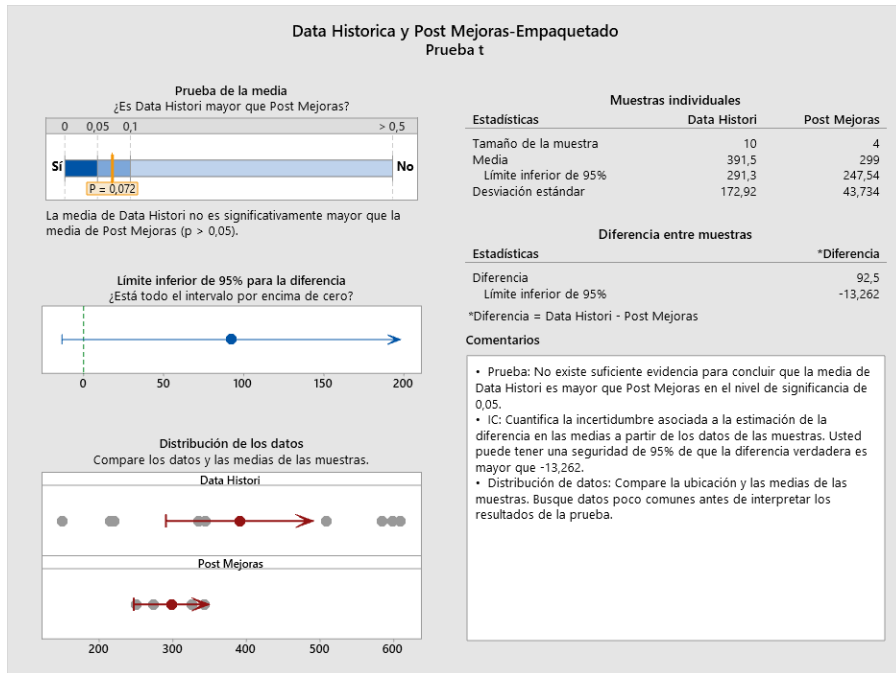 Data Historica y Post Mejoras-Empaquetado
Prueba t
Prueba de la media
¿Es Data Histori mayor que Post Mejoras?
0 0,05 0,1 > 0,5
Sí No
P = 0,072
La media de Data Histori no es significativamente mayor que la
media de Post Mejoras (p > 0,05).
Límite inferior de 95% para la diferencia
¿Está todo el intervalo por encima de cero?
0 50 100 150 200
Distribución de los datos
Compare los datos y las medias de las muestras.
Data Histori
Post Mejoras
200 300 400 500 600
Muestras individuales
Estadísticas Data Histori Post Mejoras
Tamaño de la muestra 10 4
Media 391,5 299
Límite inferior de 95% 291,3 247,54
Desviación estándar 172,92 43,734
Diferencia entre muestras
Estadísticas *Diferencia
Diferencia 92,5
Límite inferior de 95% -13,262
*Diferencia = Data Histori - Post Mejoras
Comentarios
• Prueba: No existe suficiente evidencia para concluir que la media de
Data Histori es mayor que Post Mejoras en el nivel de significancia de
0,05.
• IC: Cuantifica la incertidumbre asociada a la estimación de la
diferencia en las medias a partir de los datos de las muestras. Usted
puede tener una seguridad de 95% de que la diferencia verdadera es
mayor que -13,262.
• Distribución de datos: Compare la ubicación y las medias de las
muestras. Busque datos poco comunes antes de interpretar los
resultados de la prueba.